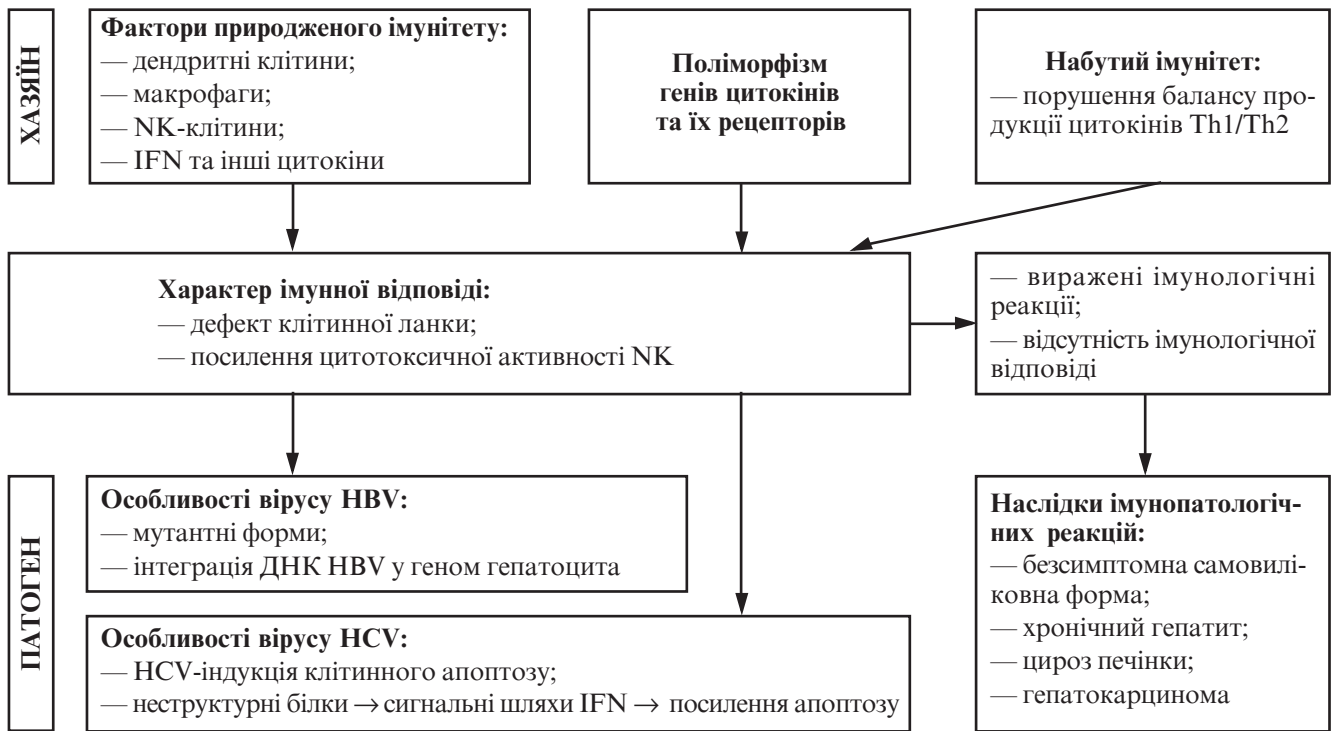 ХАЗЯЇН
Фактори природженого імунітету:
— дендритні клітини;
— макрофаги;
— NK-клітини;
— IFN та інші цитокіни
Поліморфізм
генів цитокінів
та їх рецепторів
Набутий імунітет:
— порушення балансу про-
дукції цитокінів Th1/Th2
Характер імунної відповіді:
— дефект клітинної ланки;
— посилення цитотоксичної активності NK
— виражені імунологічні
реакції;
— відсутність імунологічної
відповіді
ПАТОГЕН
Особливості вірусу HBV:
— мутантні форми;
— інтеграція ДНК HBV у геном гепатоцита
Особливості вірусу HCV:
— HCV-індукція клітинного апоптозу;
— неструктурні білки → сигнальні шляхи IFN → посилення апоптозу
Наслідки імунопатологіч-
них реакцій:
— безсимптомна самовилі-
ковна форма;
— хронічний гепатит;
— цироз печінки;
— гепатокарцинома